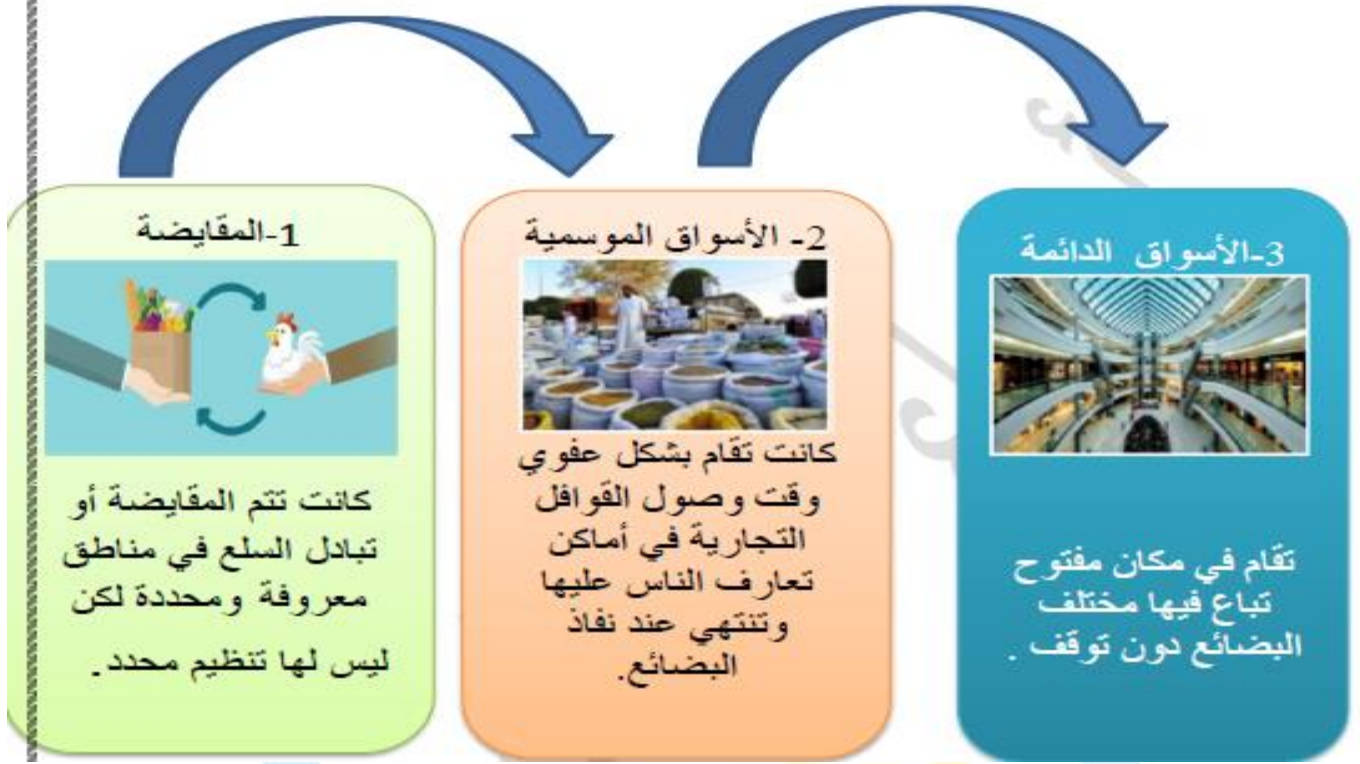 1-المقايضة
كانت تتم المقايضة أو
تبادل السلع في مناطق
معروفة ومحددة لكن
ليس لها تنظيم محدد.
2- الأسواق الموسمية
كانت تقام بشكل عفوي
وقت وصول القوافل
التجارية في أماكن
تعارف الناس عليها
وتنتهي عند نفاذ
البضائع.
3-الأسواق الدائمة
تقام في مكان مفتوح
تباع فيها مختلف
البضائع دون توقف .